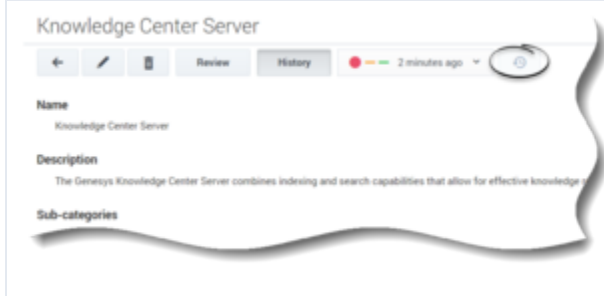 Knowledge Center Server
Review History 2 minutes ago
Name
Knowledge Center Server
Description
The Genesys Knowledge Center Server combines indexing and search capabilities that allow for effective knowledge
Sub-categories